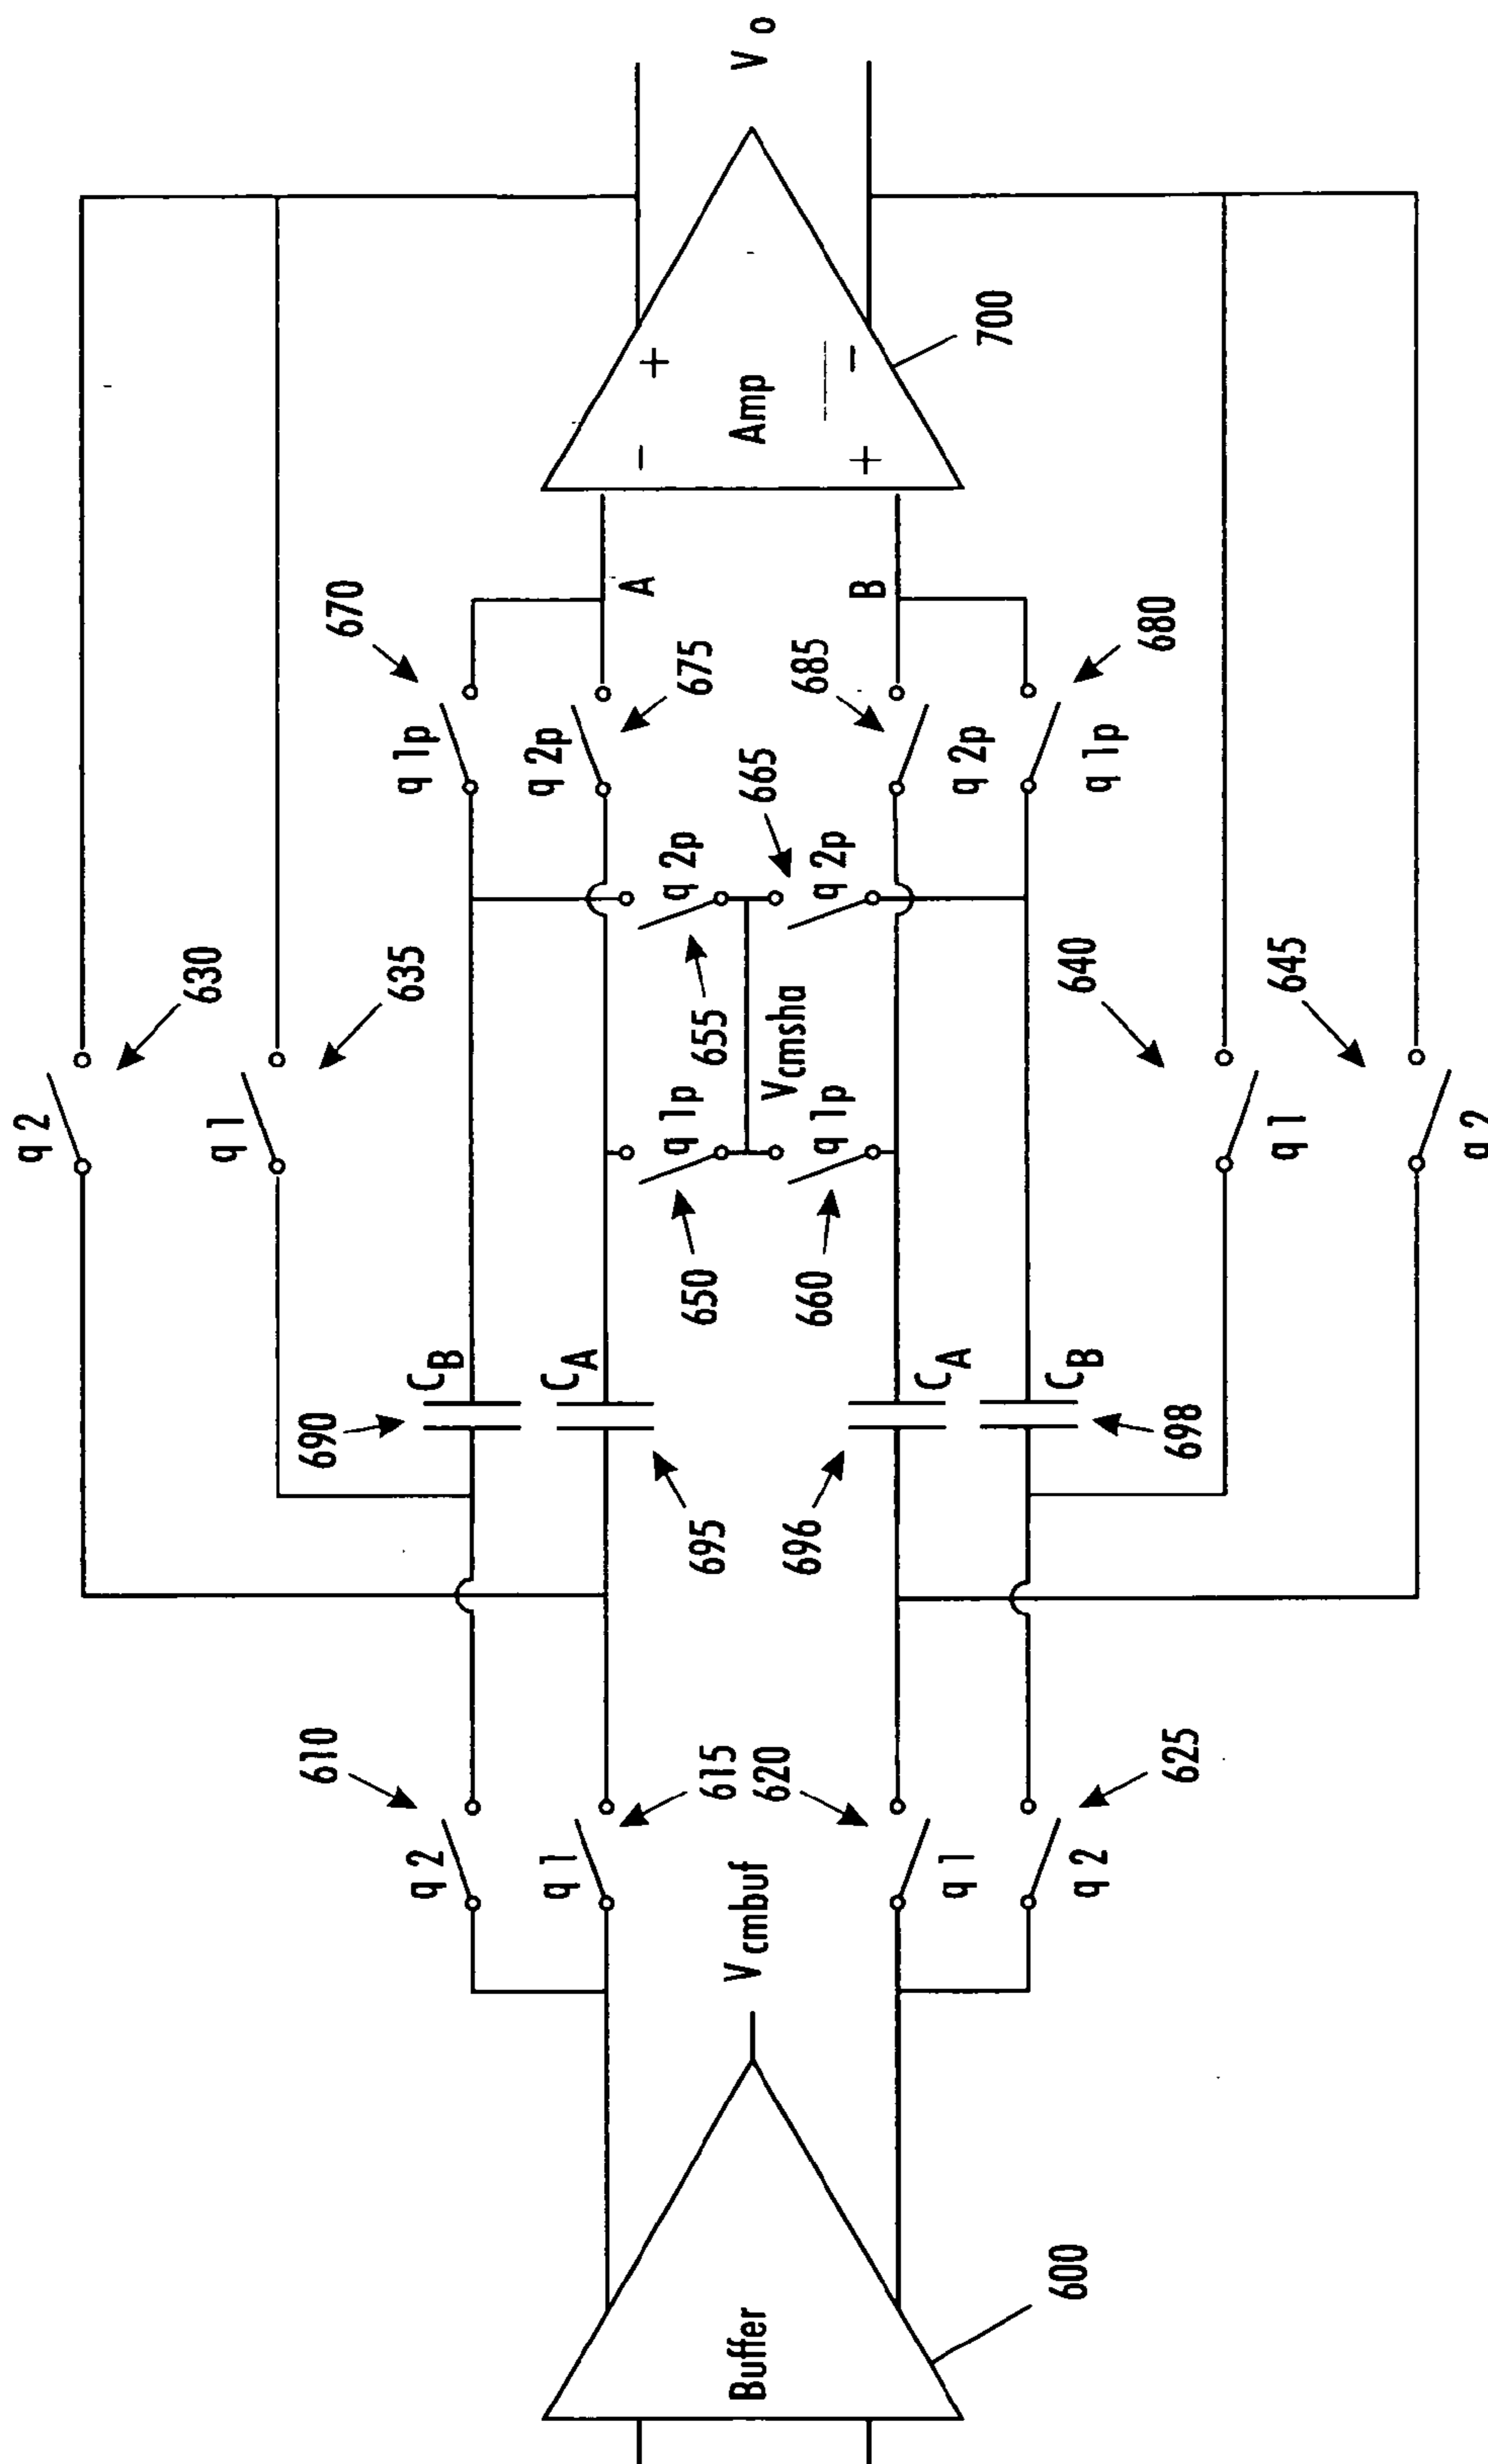 q 2
630
q 1
635
610
690
670
q 2
C B
q 1p
q 1
C A
q 2p
A
q 1p
q 2p
- +
615
695
650
655
675
Buffer
V cmbuf
V cmsha
Amp
V o
620
696
660
665
685
q 1p
q 2p
B
+ -
q 1
C A
q 2p
700
600
q 2
C B
q 1p
625
698
640
680
q 1
645
q 2